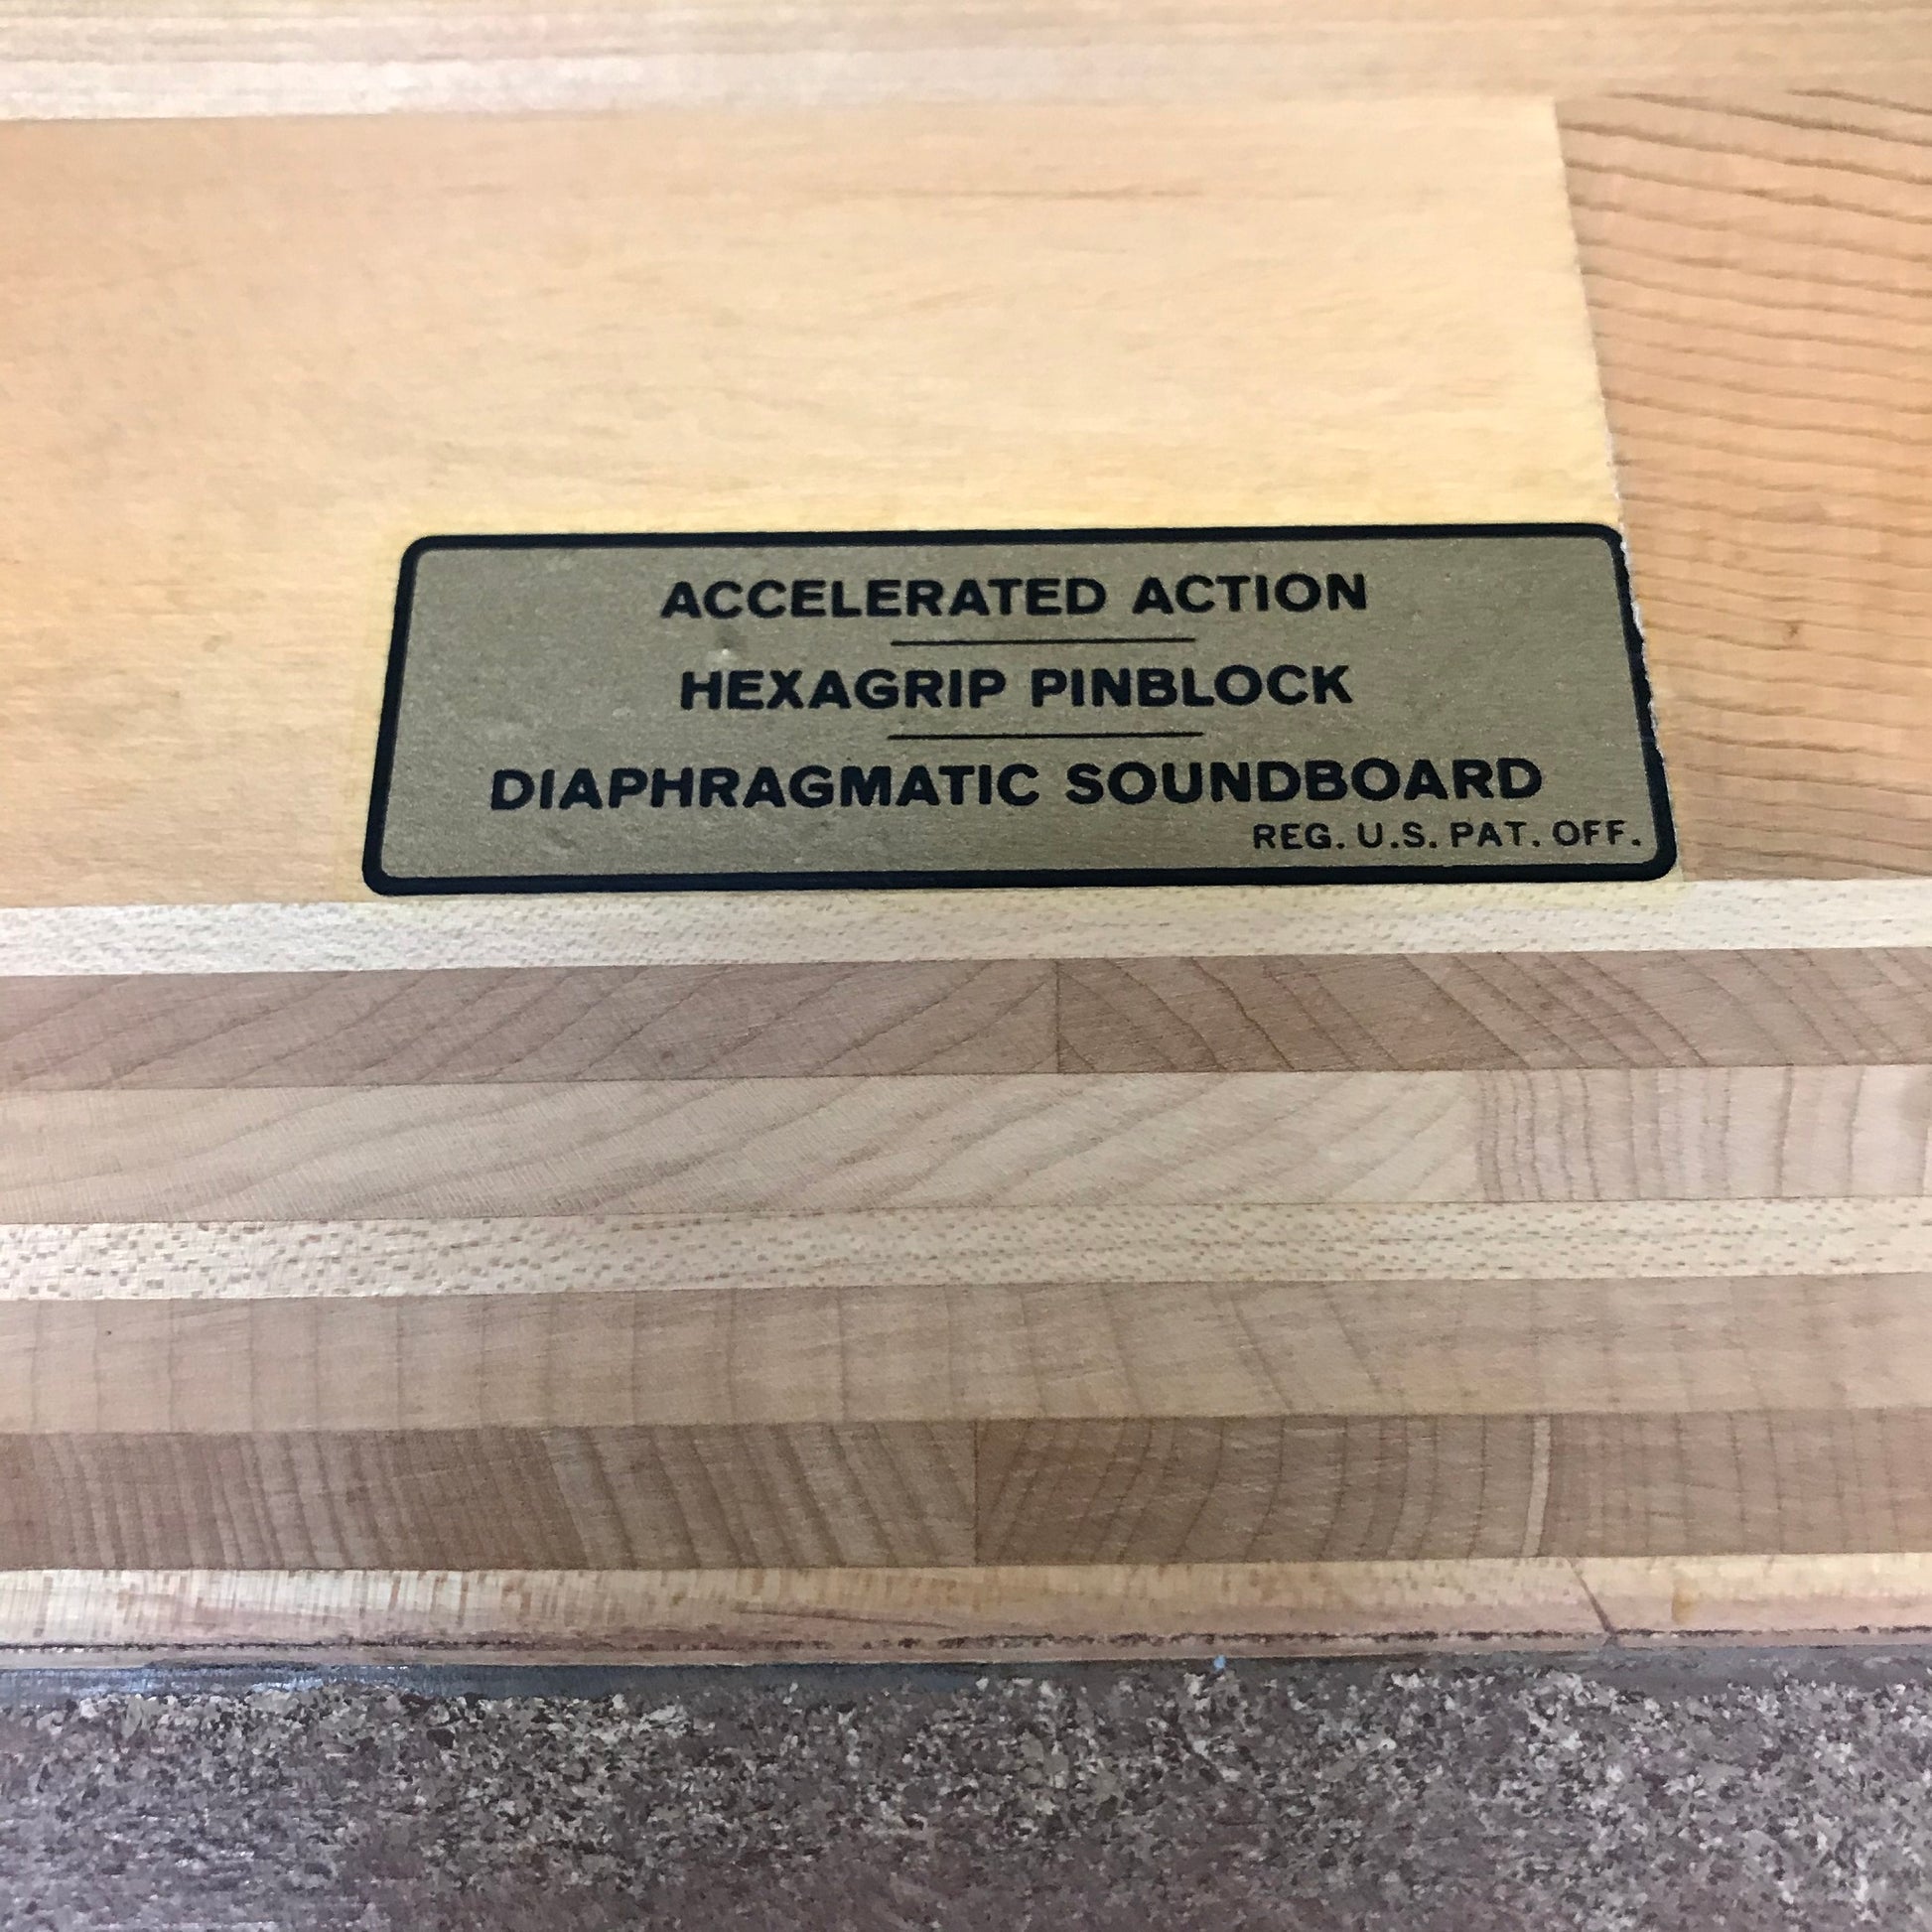 ACCELERATED ACTION
HEXAGRIP PINBLOCK
DIAPHRAGMATIC SOUNDBOARD
REG. U.S. PAT. OFF.